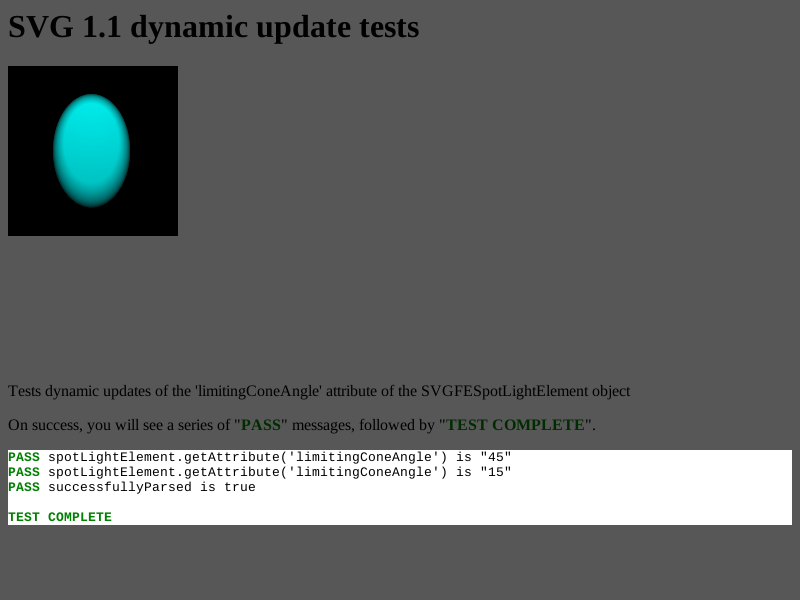 SVG 1.1 dynamic update tests
Tests dynamic updates of the 'limitingConeAngle' attribute of the SVGFESpotLightElement object
On success, you will see a series of "PASS" messages, followed by "TEST COMPLETE".
PASS spotLightElement.getAttribute('limitingConeAngle') is "45"
PASS spotLightElement.getAttribute('limitingConeAngle') is "15"
PASS successfullyParsed is true
TEST COMPLETE